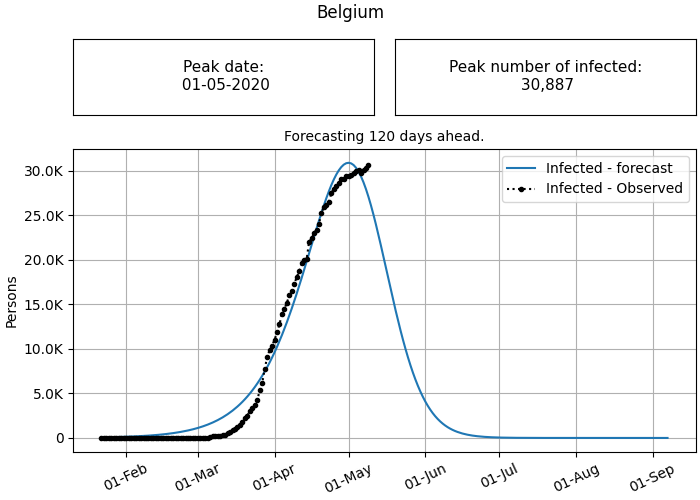 Belgium
Peak date:
01-05-2020
Peak number of infected:
30,887
Forecasting 120 days ahead.
Infected - forecast
Infected - Observed
Persons
30.0K
25.0K
20.0K
15.0K
10.0K
5.0K
0
01-Feb
01-Mar
01-Apr
01-May
01-Jun
01-Jul
01-Aug
01-Sep